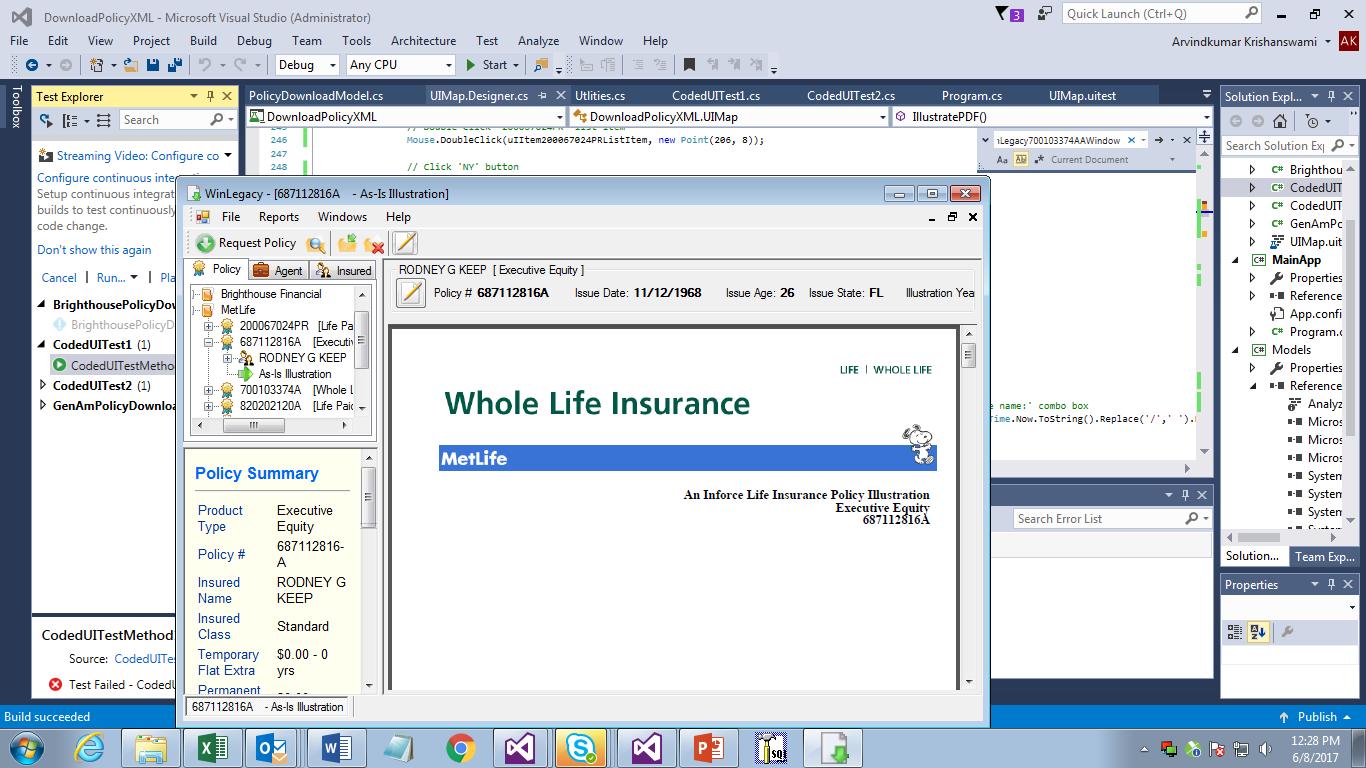 DownloadPolicyXML - Microsoft Visual Studio (Administrator)
3
Quick Launch (Ctrl+Q)
File Edit View Project Build Debug Team Tools Architecture Test Analyze Window Help
Arvindkumar Krishanswami AK
Debug Any CPU Start
Toolbox
Test Explorer
Search
Streaming Video: Configure co
Configure continuous integ
Setup continuous integrat
builds to test continuously
code change.
Don't show this again
Cancel Run... Pla
BrighthousePolicyDow
BrighthousePolicyD
CodedUITest1 (1)
CodedUITestMetho
CodedUITest2 (1)
GenAmPolicyDownloa
CodedUITestMethod
Source: CodedUITes
Test Failed - CodedU
PolicyDownloadModel.cs UIMap.Designer.cs Utlities.cs CodedUITest1.cs CodedUITest2.cs Program.cs UIMap.uitest
DownloadPolicyXML DownloadPolicyXML.UIMap IllustratePDF()
// Double-Click '200067024PR' list item
246 Mouse.DoubleClick(uIItem200067024PRListItem, new Point(206, 8));
247
248 // Click 'NY' button
Legacy700103374AAWindow
Aa Ab| .* Current Document
e name:' combo box
Time.Now.ToString().Replace('/',' ').
Search Error List
WinLegacy - [687112816A - As-Is Illustration]
File Reports Windows Help
Request Policy
Policy Agent Insured
Brighthouse Financial
MetLife
200067024PR [Life Pa
687112816A [Executiv
RODNEY G KEEP
As-Is Illustration
700103374A [Whole L
820202120A [Life Paid
Policy Summary
Product Type Executive Equity
Policy # 687112816-A
Insured Name RODNEY G KEEP
Insured Class Standard
Temporary Flat Extra $0.00 - 0 yrs
Permanent
687112816A - As-Is Illustration
RODNEY G KEEP [ Executive Equity ]
Policy # 687112816A Issue Date: 11/12/1968 Issue Age: 26 Issue State: FL Illustration Yea
LIFE | WHOLE LIFE
Whole Life Insurance
MetLife
An Inforce Life Insurance Policy Illustration
Executive Equity
687112816A
Solution Expl...
Search Solution Exp
Brighthou
CodedUIT
CodedUIT
GenAmPo
UIMap.uit
MainApp
Properties
Reference
App.confi
Program.c
Models
Properties
Reference
Analyz
Micros
Micros
Micros
System
System
System
Solution... Team Exp...
Properties
Build succeeded
Publish
12:28 PM
6/8/2017